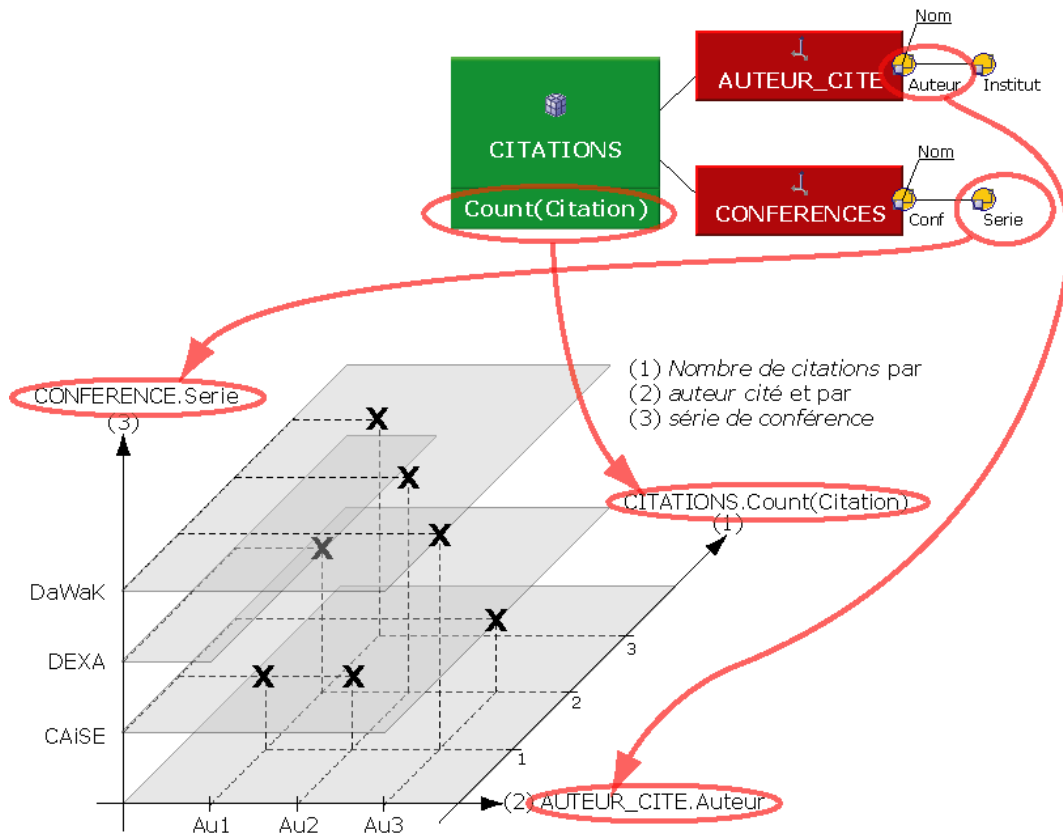 Nom
AUTEUR_CITE
Auteur
Institut
CITATIONS
Count(Citation)
Nom
CONFERENCES
Conf
Serie
(1) Nombre de citations par
(2) auteur cité et par
(3) série de conférence
CONFERENCE.Serie
(3)
CITATIONS.Count(Citation)
(1)
DaWaK
DEXA
CAiSE
X
X
X
X
X
X
X
3
2
1
(2) AUTEUR_CITE.Auteur
Au1 Au2 Au3